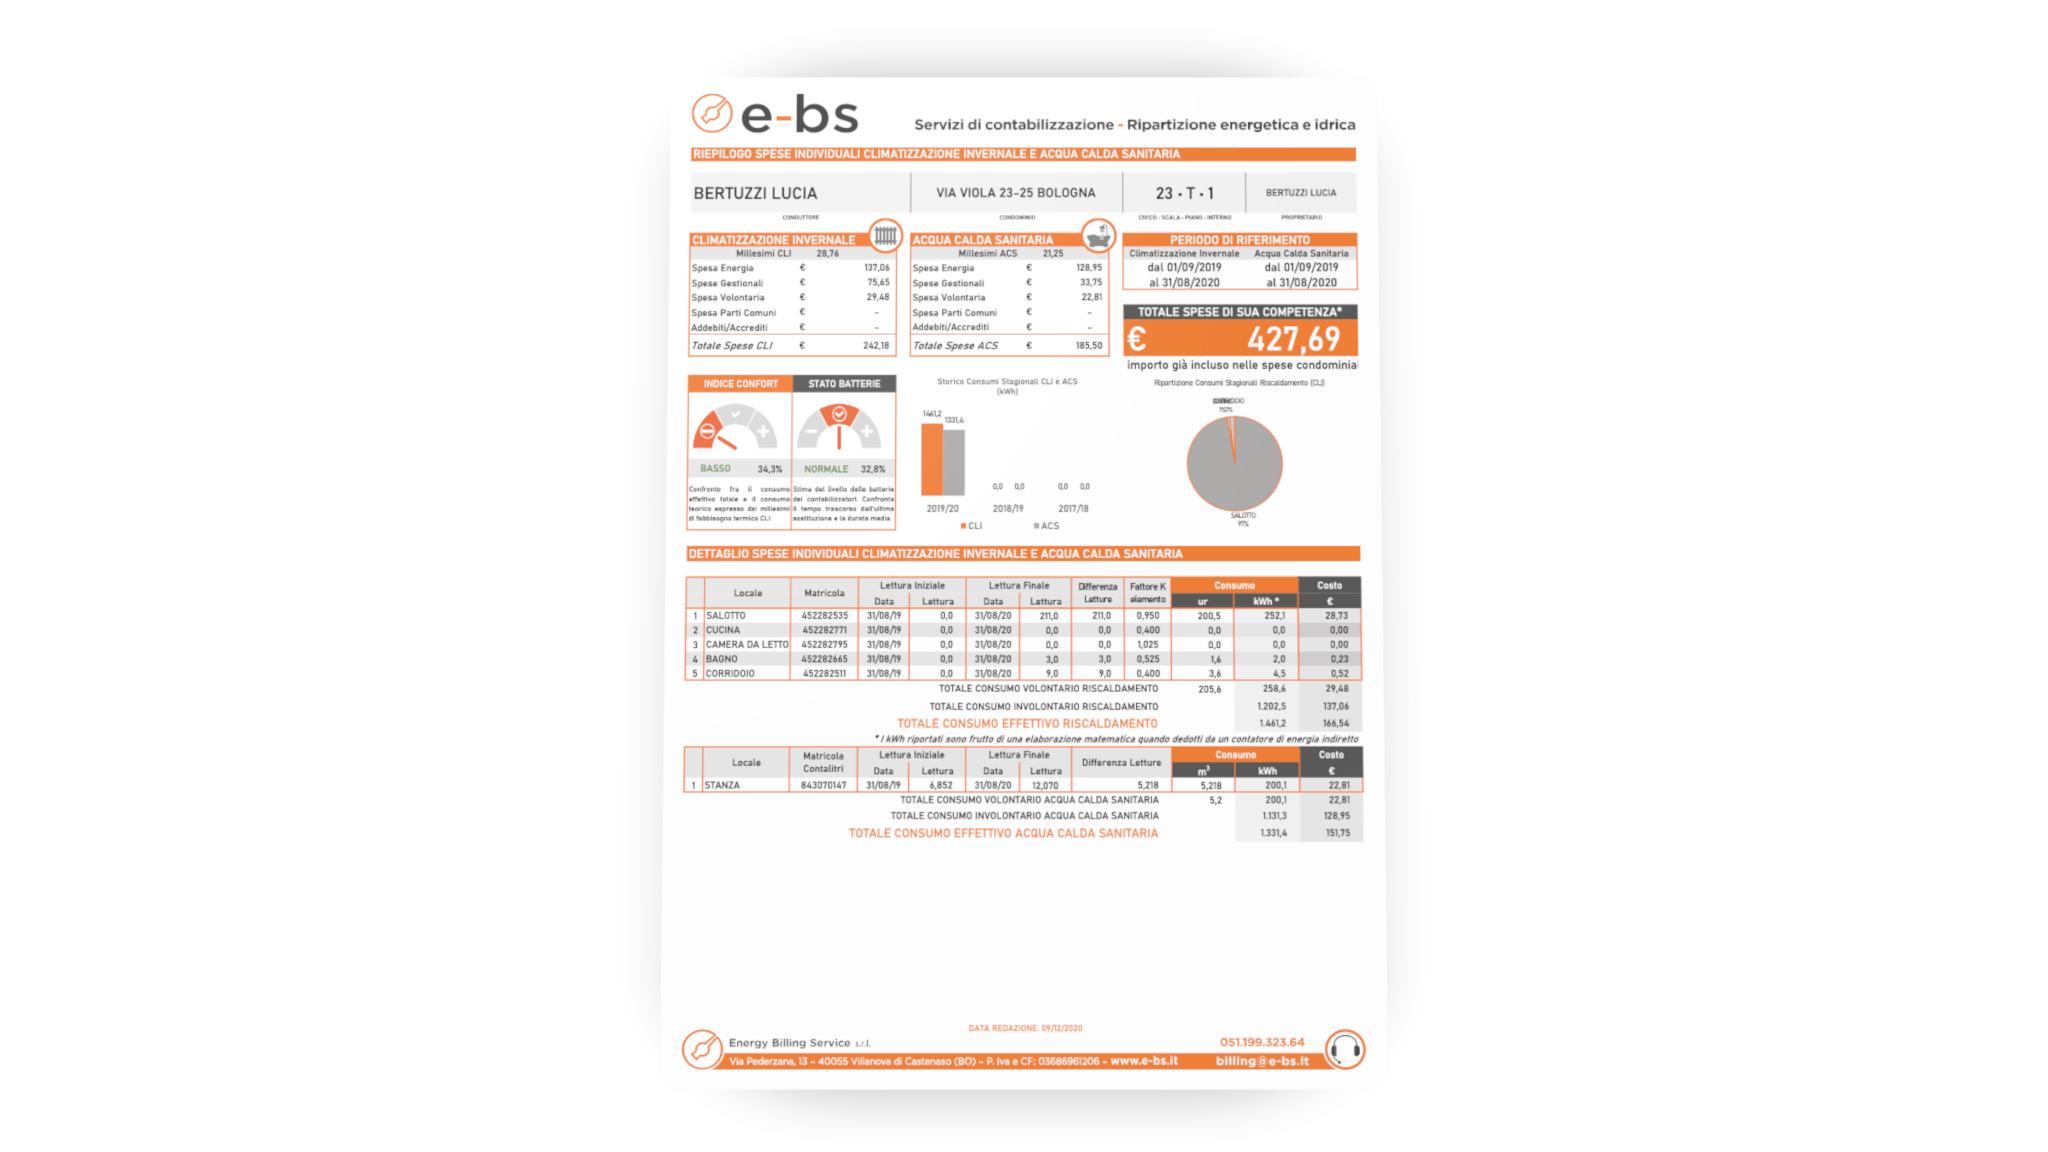 e-bs
Servizi di contabilizzazione - Ripartizione energetica e idrica
RIEPILOGO SPESE INDIVIDUALI CLIMATIZZAZIONE INVERNALE E ACQUA CALDA SANITARIA
BERTUZZI LUCIA VIA VIOLA 23-25 BOLOGNA 23 - T - 1 BERTUZZI LUCIA
CONDUTTORE CONDOMINIO CIVICO - SCALA - PIANO - INTERNO PROPRIETARIO
CLIMATIZZAZIONE INVERNALE
Millesimi CLI 28,76
Spesa Energia € 137,06
Spese Gestionali € 75,65
Spesa Volontaria € 29,48
Spesa Parti Comuni € -
Addebiti/Accrediti € -
Totale Spese CLI € 242,18
ACQUA CALDA SANITARIA
Millesimi ACS 21,25
Spesa Energia € 128,95
Spese Gestionali € 33,75
Spesa Volontaria € 22,81
Spesa Parti Comuni € -
Addebiti/Accrediti € -
Totale Spese ACS € 185,50
PERIODO DI RIFERIMENTO
Climatizzazione Invernale Acqua Calda Sanitaria
dal 01/09/2019 dal 01/09/2019
al 31/08/2020 al 31/08/2020
TOTALE SPESE DI SUA COMPETENZA*
€ 427,69
importo già incluso nelle spese condominia
INDICE CONFORT STATO BATTERIE
BASSO 34,3% NORMALE 32,8%
Confronto fra il consumo
effettivo totale e il consumo
teorico espresso dai millesimi
di fabbisogno termico CLI
Stima del livello delle batterie
dei contabilizzatori. Confronta
il tempo trascorso dall'ultima
sostituzione e la durata media.
Storico Consumi Stagionali CLI e ACS
(kWh)
1461,2
1331,4
0,0 0,0 0,0 0,0
2019/20 2018/19 2017/18
CLI ACS
Ripartizione Consumi Stagionali Riscaldamento (CLI)
SALOTTO
97%
DETTAGLIO SPESE INDIVIDUALI CLIMATIZZAZIONE INVERNALE E ACQUA CALDA SANITARIA
Locale Matricola Lettura Iniziale Lettura Finale Differenza Letture Fattore K elemento Consumo Costo
Data Lettura Data Lettura ur kWh * €
1 SALOTTO 452282535 31/08/19 0,0 31/08/20 211,0 211,0 0,950 200,5 252,1 28,73
2 CUCINA 452282771 31/08/19 0,0 31/08/20 0,0 0,0 0,400 0,0 0,0 0,00
3 CAMERA DA LETTO 452282795 31/08/19 0,0 31/08/20 0,0 0,0 1,025 0,0 0,0 0,00
4 BAGNO 452282665 31/08/19 0,0 31/08/20 3,0 3,0 0,525 1,6 2,0 0,23
5 CORRIDOIO 452282511 31/08/19 0,0 31/08/20 9,0 9,0 0,400 3,6 4,5 0,52
TOTALE CONSUMO VOLONTARIO RISCALDAMENTO 205,6 258,6 29,48
TOTALE CONSUMO INVOLONTARIO RISCALDAMENTO 1.202,5 137,06
TOTALE CONSUMO EFFETTIVO RISCALDAMENTO 1.461,2 166,54
* I kWh riportati sono frutto di una elaborazione matematica quando dedotti da un contatore di energia indiretto
Locale Matricola Contalitri Lettura Iniziale Lettura Finale Differenza Letture Consumo Costo
Data Lettura Data Lettura m³ kWh €
1 STANZA 843070147 31/08/19 6,852 31/08/20 12,070 5,218 5,218 200,1 22,81
TOTALE CONSUMO VOLONTARIO ACQUA CALDA SANITARIA 5,2 200,1 22,81
TOTALE CONSUMO INVOLONTARIO ACQUA CALDA SANITARIA 1.131,3 128,95
TOTALE CONSUMO EFFETTIVO ACQUA CALDA SANITARIA 1.331,4 151,75
DATA REDAZIONE: 09/12/2020
Energy Billing Service s.r.l. 051.199.323.64
Via Pederzana, 13 - 40055 Villanova di Castenaso (BO) - P. Iva e CF: 03686961206 - www.e-bs.it billing@e-bs.it